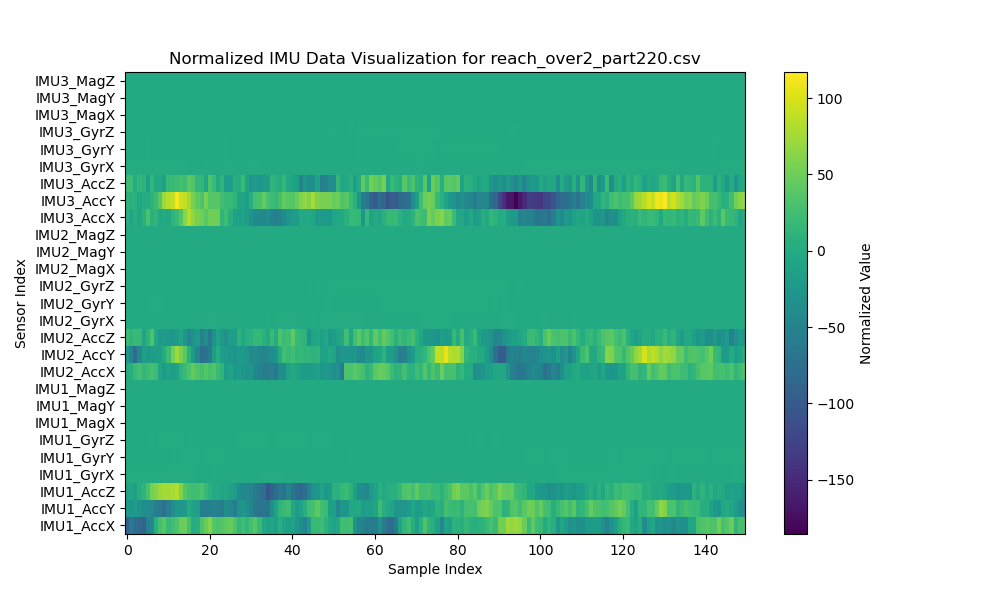 Normalized IMU Data Visualization for reach_over2_part220.csv
IMU3_MagZ
IMU3_MagY
IMU3_MagX
IMU3_GyrZ
IMU3_GyrY
IMU3_GyrX
IMU3_AccZ
IMU3_AccY
IMU3_AccX
IMU2_MagZ
IMU2_MagY
IMU2_MagX
IMU2_GyrZ
IMU2_GyrY
IMU2_GyrX
IMU2_AccZ
IMU2_AccY
IMU2_AccX
IMU1_MagZ
IMU1_MagY
IMU1_MagX
IMU1_GyrZ
IMU1_GyrY
IMU1_GyrX
IMU1_AccZ
IMU1_AccY
IMU1_AccX
Sensor Index
0 20 40 60 80 100 120 140
Sample Index
100
50
0
−50
−100
−150
Normalized Value